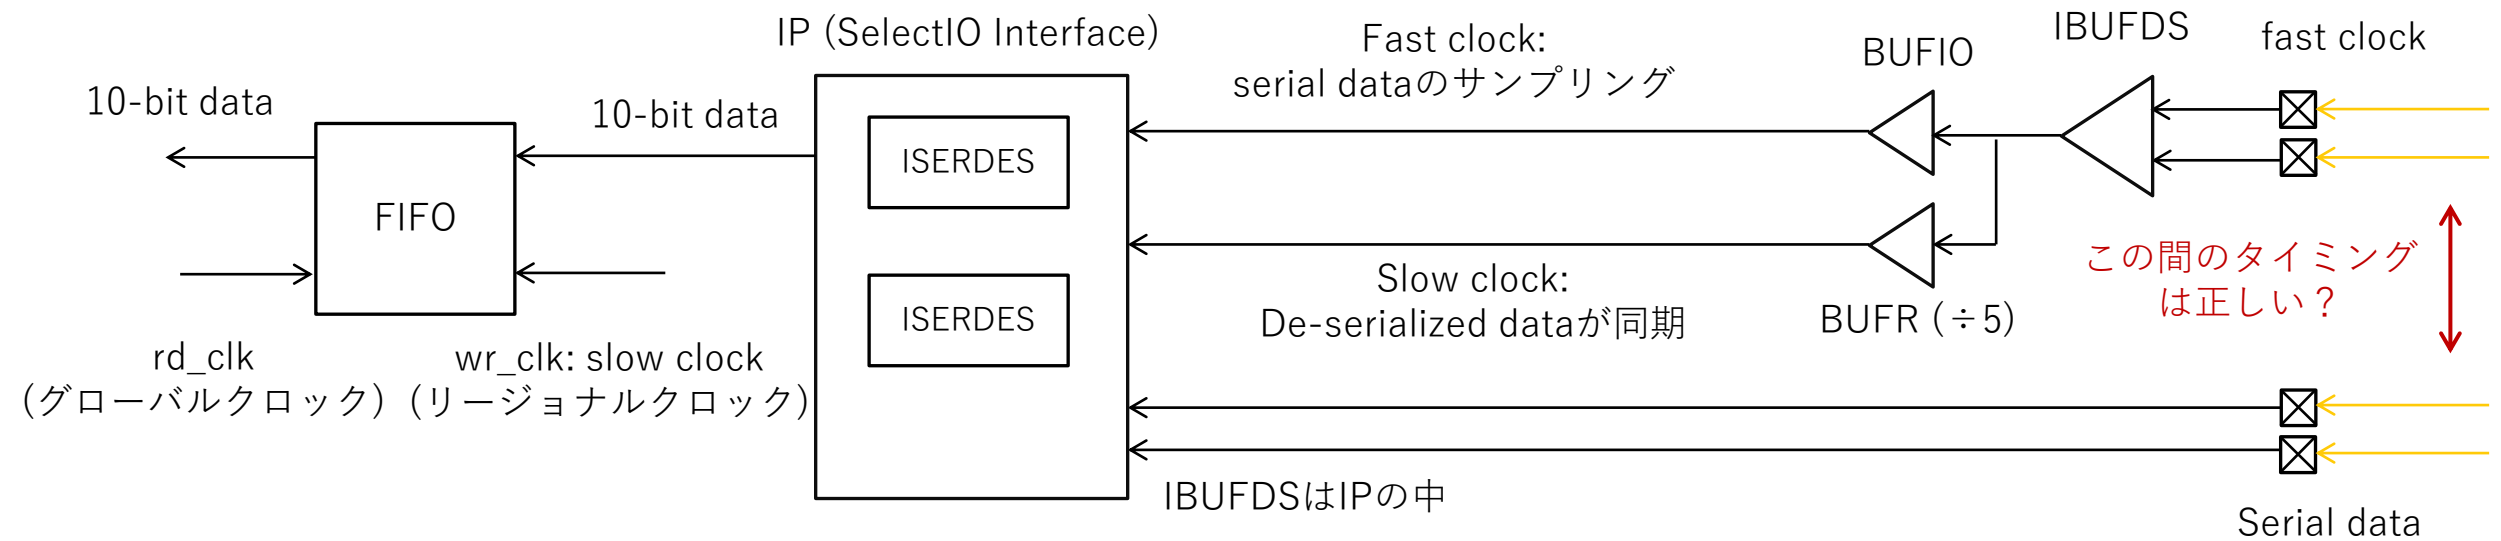 IP (SelectIO Interface)
Fast clock:
serial dataのサンプリング
BUFIO
IBUFDS
fast clock
10-bit data
10-bit data
ISERDES
FIFO
ISERDES
Slow clock:
De-serialized dataが同期
BUFR (÷5)
この間のタイミング
は正しい？
rd_clk
（グローバルクロック）
wr_clk: slow clock
（リージョナルクロック）
IBUFDSはIPの中
Serial data